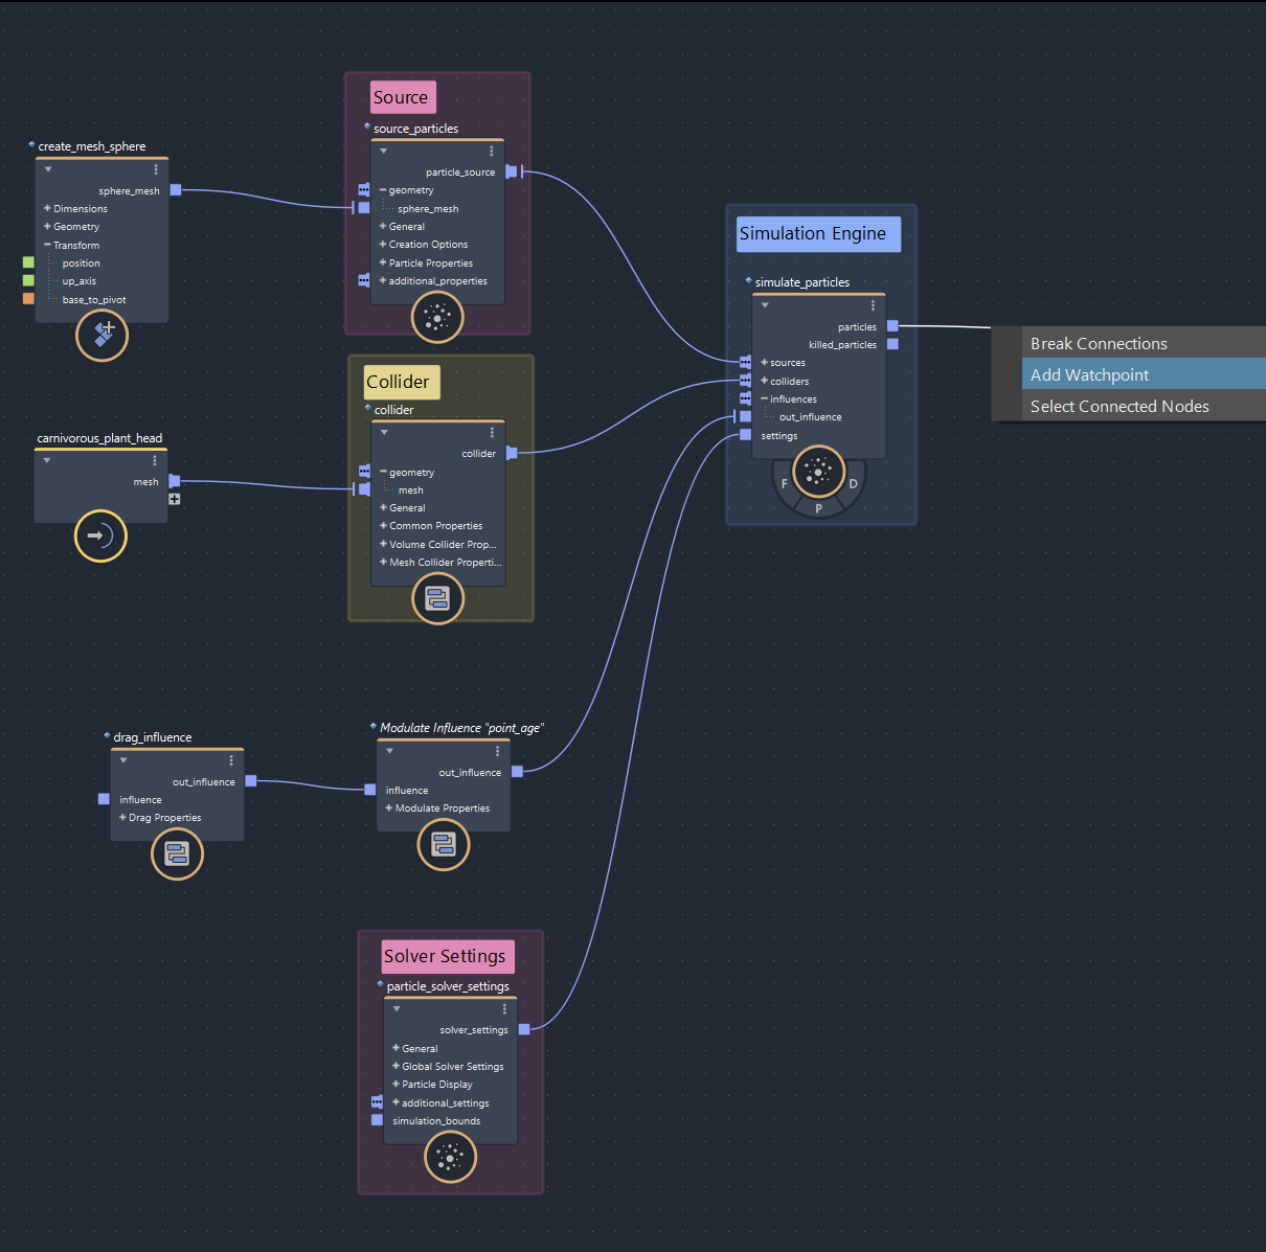 Source
source_particles
particle_source
geometry
sphere_mesh
General
Creation Options
Particle Properties
additional_properties
create_mesh_sphere
sphere_mesh
Dimensions
Geometry
Transform
position
up_axis
base_to_pivot
Simulation Engine
simulate_particles
particles
killed_particles
sources
colliders
influences
out_influence
settings
F
D
P
Break Connections
Add Watchpoint
Select Connected Nodes
Collider
collider
collider
geometry
mesh
General
Common Properties
Volume Collider Prop...
Mesh Collider Properti...
carnivorous_plant_head
mesh
drag_influence
out_influence
influence
Drag Properties
Modulate Influence "point_age"
out_influence
influence
Modulate Properties
Solver Settings
particle_solver_settings
solver_settings
General
Global Solver Settings
Particle Display
additional_settings
simulation_bounds